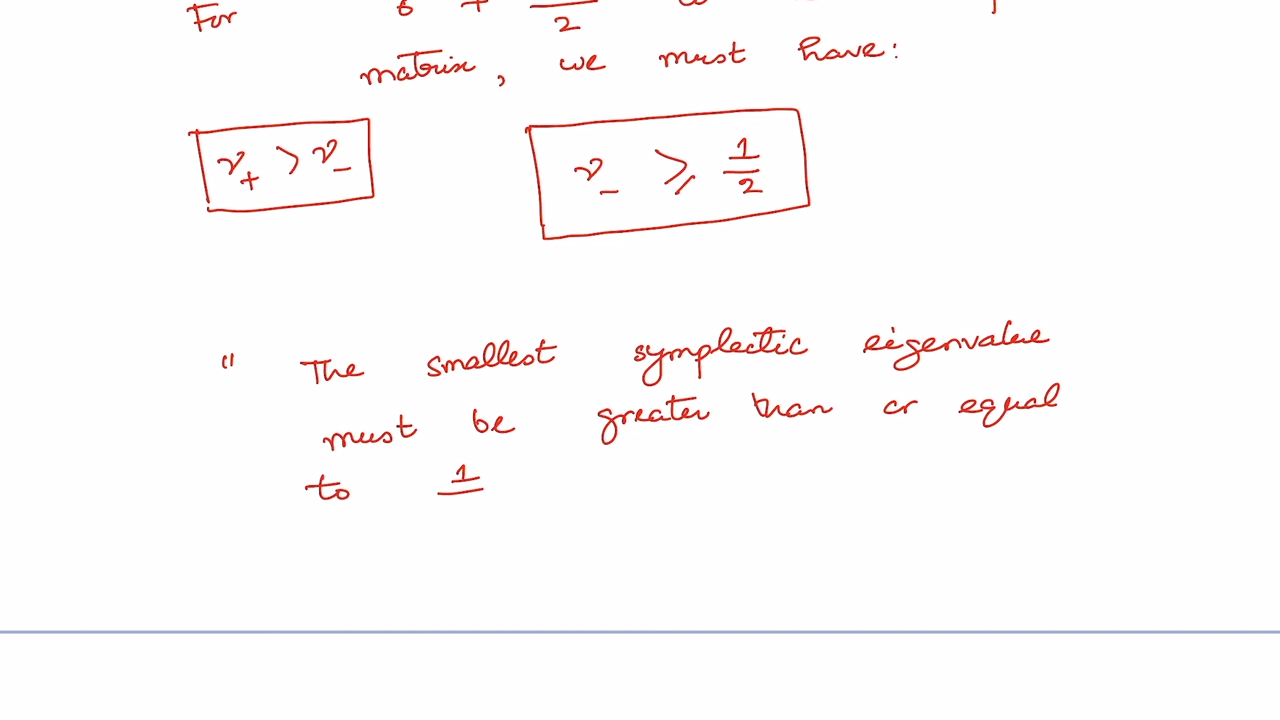 For σ + 2
matrix, we must have:
ν₊ > ν₋ ν₋ ⩾ 1/2
" The smallest symplectic eigenvalue
must be greater than or equal
to 1